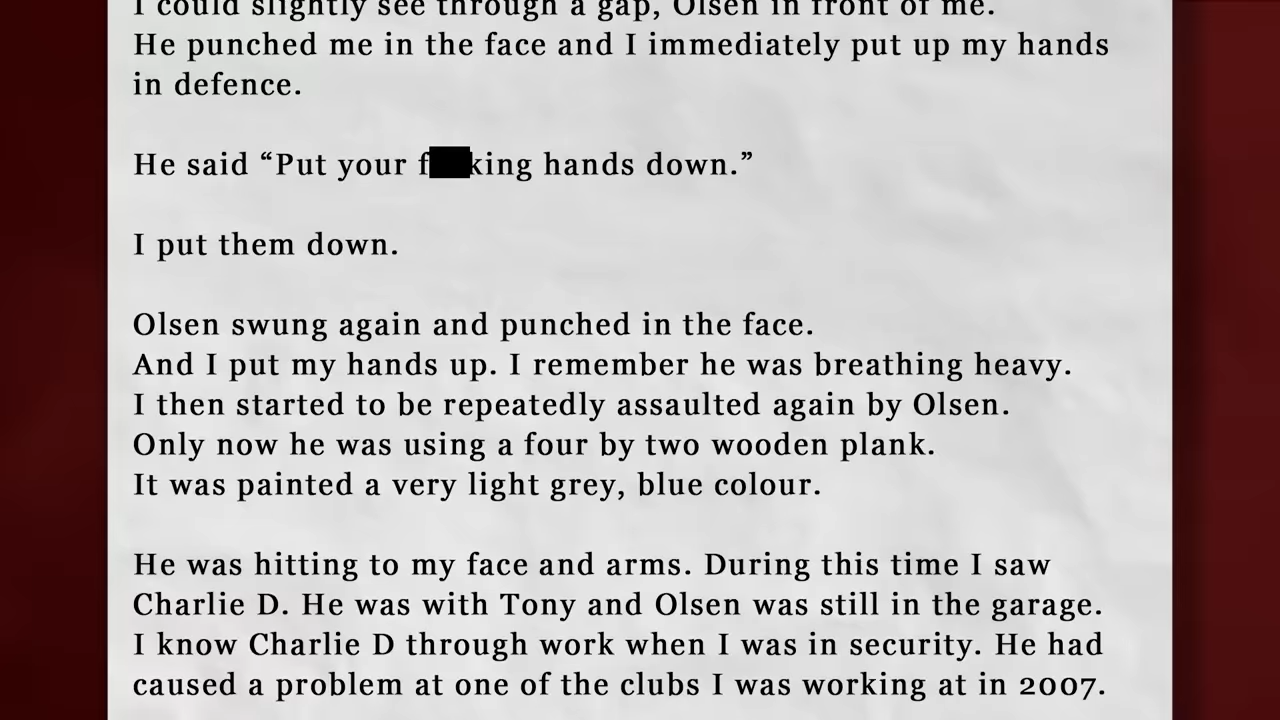 I could slightly see through a gap, Olsen in front of me.
He punched me in the face and I immediately put up my hands
in defence.
He said “Put your f king hands down.”
I put them down.
Olsen swung again and punched in the face.
And I put my hands up. I remember he was breathing heavy.
I then started to be repeatedly assaulted again by Olsen.
Only now he was using a four by two wooden plank.
It was painted a very light grey, blue colour.
He was hitting to my face and arms. During this time I saw
Charlie D. He was with Tony and Olsen was still in the garage.
I know Charlie D through work when I was in security. He had
caused a problem at one of the clubs I was working at in 2007.